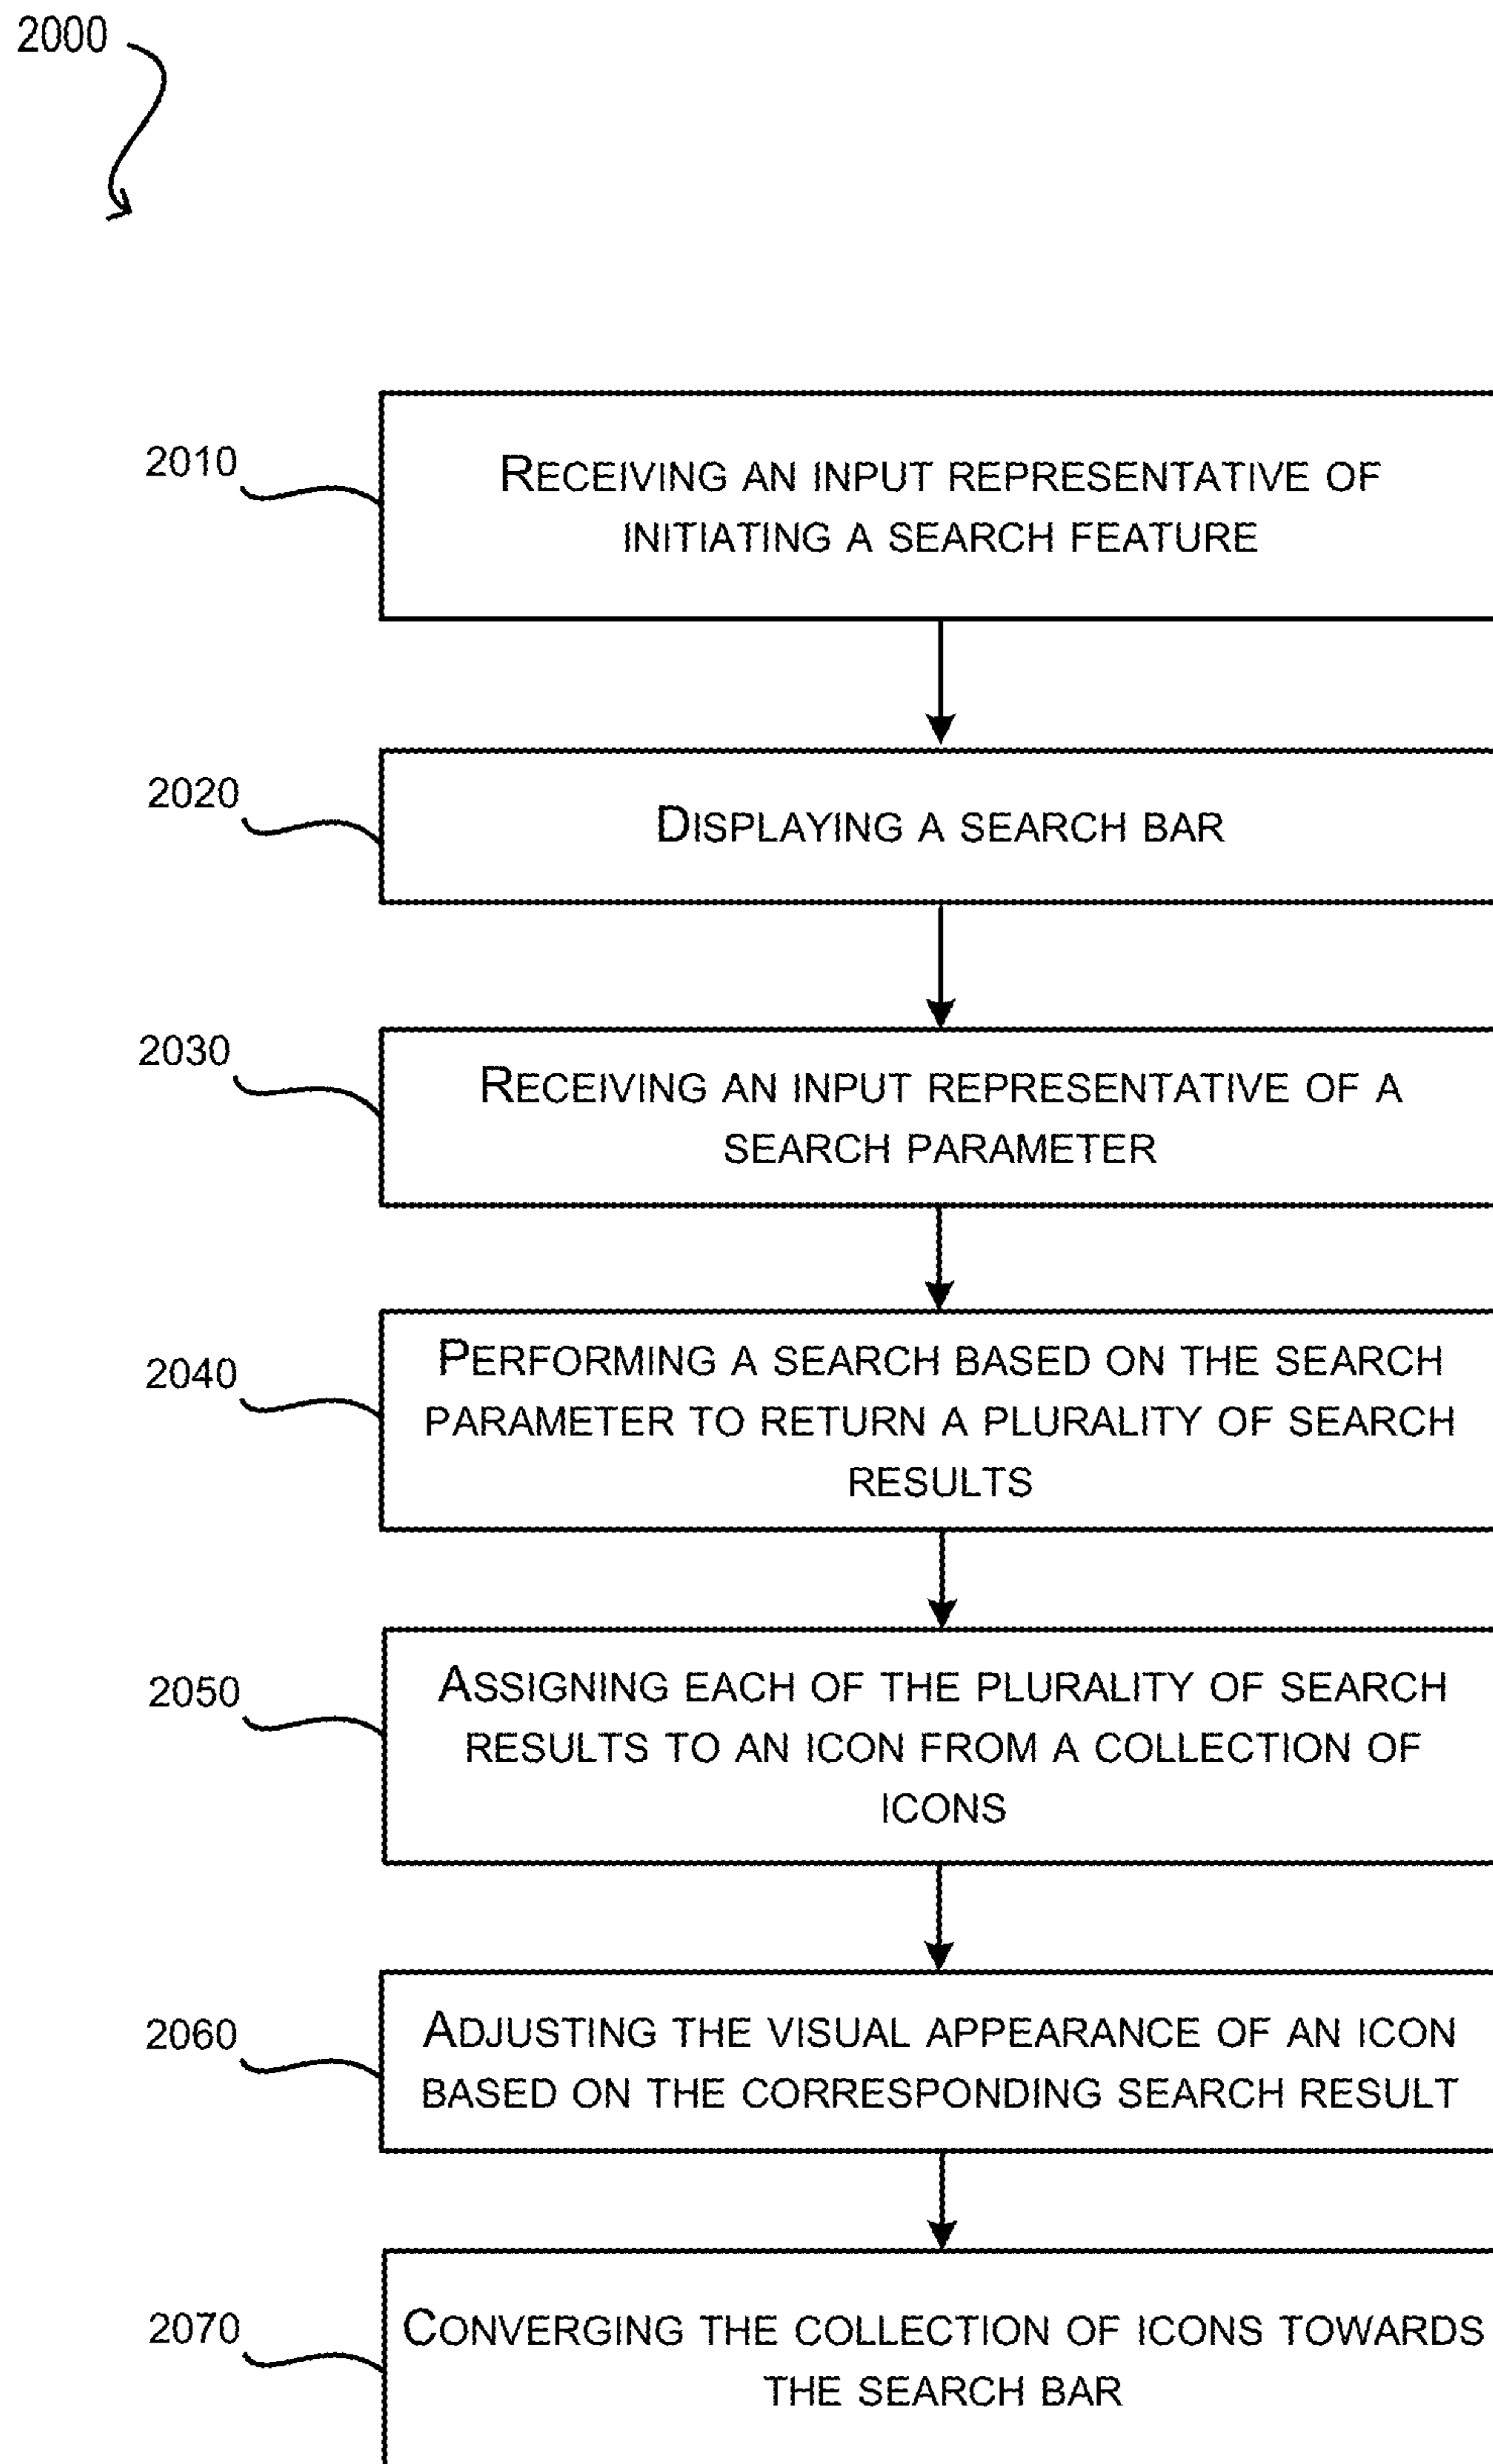 2000
2010
RECEIVING AN INPUT REPRESENTATIVE OF
INITIATING A SEARCH FEATURE
2020
DISPLAYING A SEARCH BAR
2030
RECEIVING AN INPUT REPRESENTATIVE OF A
SEARCH PARAMETER
2040
PERFORMING A SEARCH BASED ON THE SEARCH
PARAMETER TO RETURN A PLURALITY OF SEARCH
RESULTS
2050
ASSIGNING EACH OF THE PLURALITY OF SEARCH
RESULTS TO AN ICON FROM A COLLECTION OF
ICONS
2060
ADJUSTING THE VISUAL APPEARANCE OF AN ICON
BASED ON THE CORRESPONDING SEARCH RESULT
2070
CONVERGING THE COLLECTION OF ICONS TOWARDS
THE SEARCH BAR